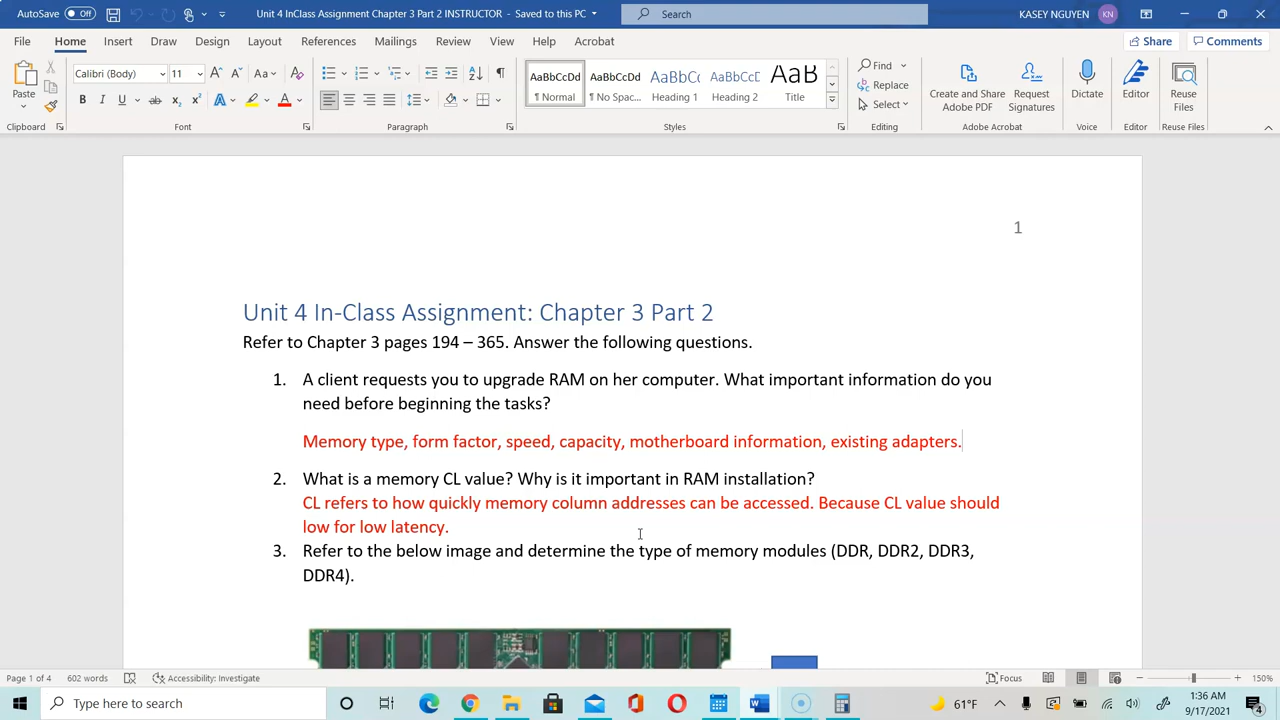 AutoSave Off
Unit 4 In-Class Assignment Chapter 3 Part 2 INSTRUCTOR - Saved to this PC
Search
KASEY NGUYEN KN
File Home Insert Draw Design Layout References Mailings Review View Help Acrobat
Share Comments
Paste
Clipboard
Calibri (Body) 11
Font
Paragraph
AaBbCcDd AaBbCcDd AaBbCc AaBbCcE AaB
¶ Normal ¶ No Spac... Heading 1 Heading 2 Title
Styles
Find
Replace
Select
Editing
Create and Share Adobe PDF
Request Signatures
Adobe Acrobat
Dictate
Voice
Editor
Editor
Reuse Files
Reuse Files
1
Unit 4 In-Class Assignment: Chapter 3 Part 2
Refer to Chapter 3 pages 194 – 365. Answer the following questions.
1. A client requests you to upgrade RAM on her computer. What important information do you
need before beginning the tasks?
Memory type, form factor, speed, capacity, motherboard information, existing adapters.
2. What is a memory CL value? Why is it important in RAM installation?
CL refers to how quickly memory column addresses can be accessed. Because CL value should
low for low latency.
3. Refer to the below image and determine the type of memory modules (DDR, DDR2, DDR3,
DDR4).
Page 1 of 4 602 words Accessibility: Investigate Focus 150%
Type here to search
61°F
1:36 AM
9/17/2021
4